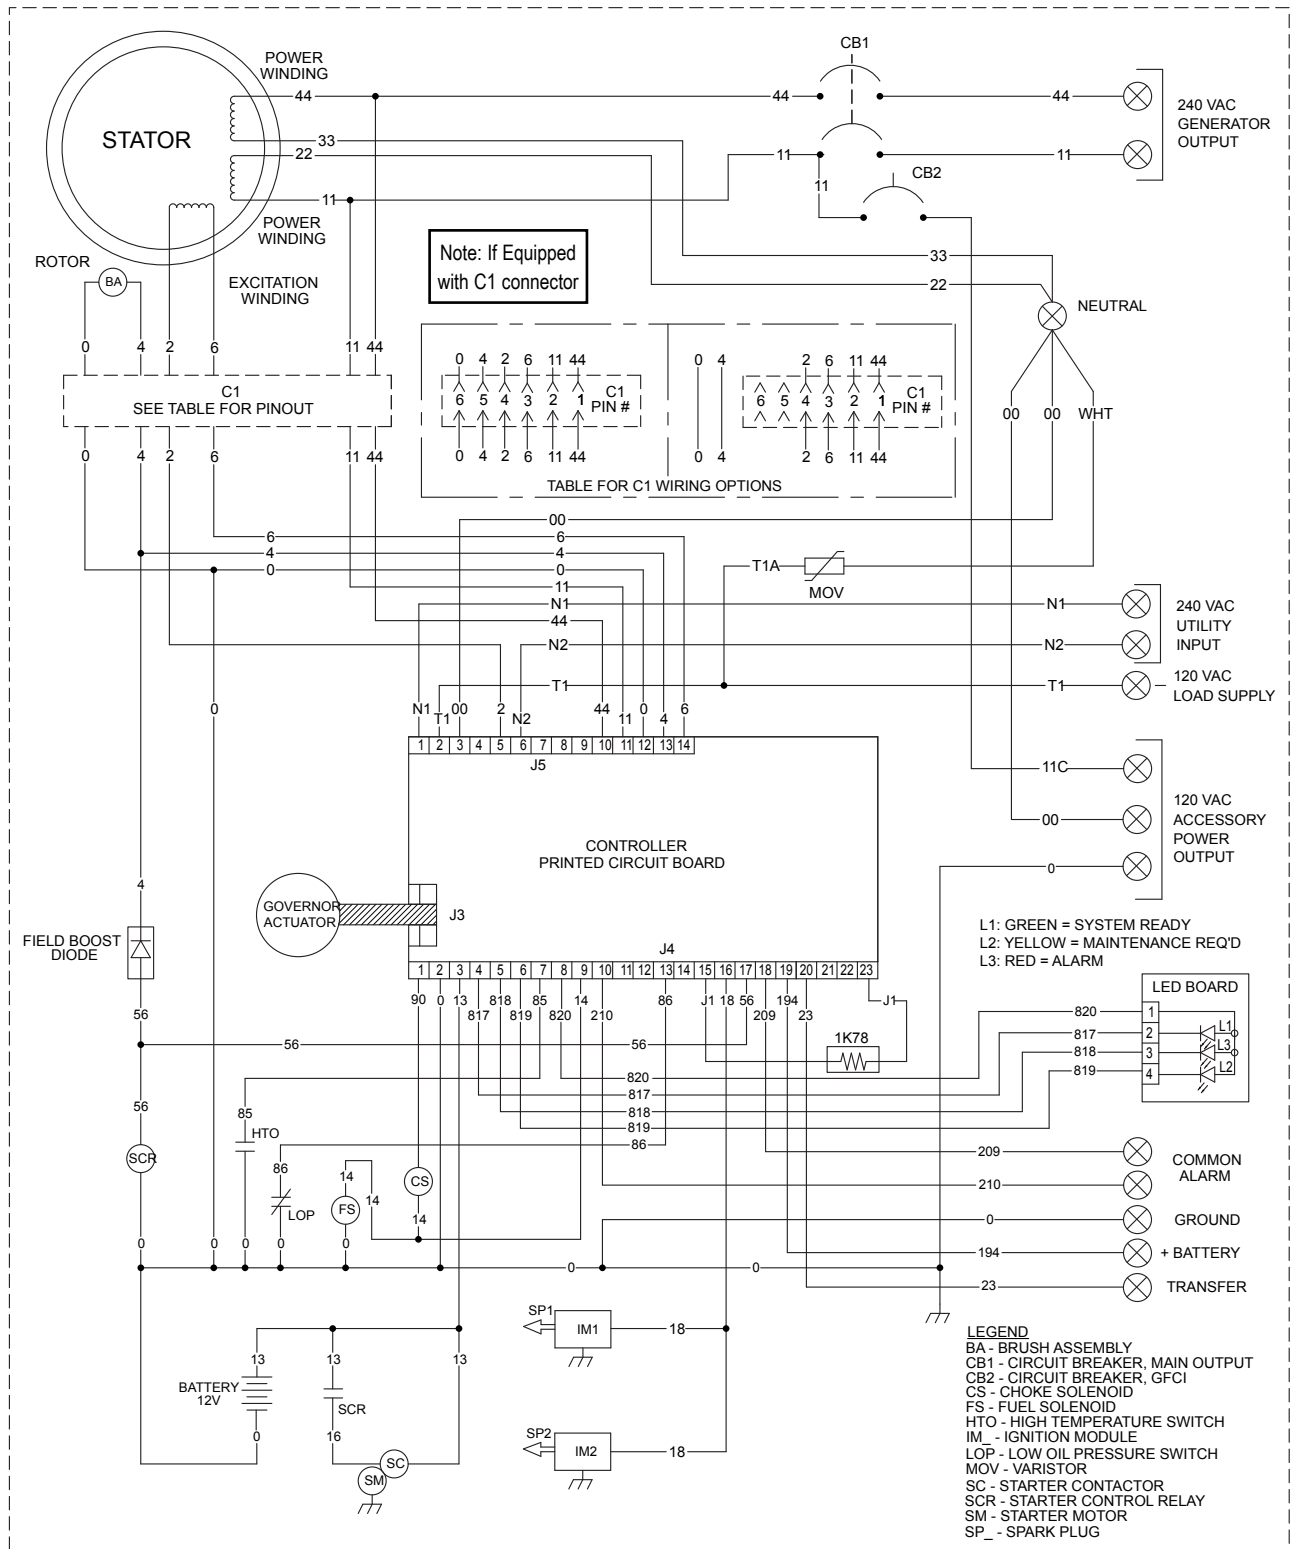 CB1
POWER
WINDING
44 44 44
240 VAC
GENERATOR
OUTPUT
STATOR
33
22
11 11
11
CB2
11
POWER
WINDING
ROTOR
BA
EXCITATION
WINDING
Note: If Equipped
with C1 connector
33
22
NEUTRAL
0 4 2 6 11 44
C1
SEE TABLE FOR PINOUT
0 4 2 6 11 44
0 4 2 6 11 44
6 5 4 3 2 1
C1
PIN #
0 4 2 6 11 44
0 4
2 6 11 44
6 5 4 3 2 1
C1
PIN #
0 4
2 6 11 44
TABLE FOR C1 WIRING OPTIONS
00 00 WHT
00
6 6
4 4
0 0
11
T1A
MOV
N1 N1
44
N2 N2
T1 T1
240 VAC
UTILITY
INPUT
120 VAC
LOAD SUPPLY
0
N1 T1 00 2 N2 44 11 0 4 6
1 2 3 4 5 6 7 8 9 10 11 12 13 14
J5
11C
00
0
120 VAC
ACCESSORY
POWER
OUTPUT
CONTROLLER
PRINTED CIRCUIT BOARD
4
GOVERNOR
ACTUATOR
J3
J4
FIELD BOOST
DIODE
L1: GREEN = SYSTEM READY
L2: YELLOW = MAINTENANCE REQ'D
L3: RED = ALARM
1 2 3 4 5 6 7 8 9 10 11 12 13 14 15 16 17 18 19 20 21 22 23
90 0 13 817 818 819 85 820 14 210 86 J1 18 56 209 194 23 J1
LED BOARD
820 1
817 2 L1
818 3 L3
819 4 L2
56
56 56
1K78
820
817
818
819
86
56
85
HTO
SCR
86
LOP
14
14
FS
CS
14
209
210
COMMON
ALARM
0
GROUND
194
+ BATTERY
23
TRANSFER
0 0 0 0 0
0 0
13 13 13
BATTERY
12V
SCR
0
16
SC
SM
SP1
IM1
18
SP2
IM2
18
LEGEND
BA - BRUSH ASSEMBLY
CB1 - CIRCUIT BREAKER, MAIN OUTPUT
CB2 - CIRCUIT BREAKER, GFCI
CS - CHOKE SOLENOID
FS - FUEL SOLENOID
HTO - HIGH TEMPERATURE SWITCH
IM_ - IGNITION MODULE
LOP - LOW OIL PRESSURE SWITCH
MOV - VARISTOR
SC - STARTER CONTACTOR
SCR - STARTER CONTROL RELAY
SM - STARTER MOTOR
SP_ - SPARK PLUG